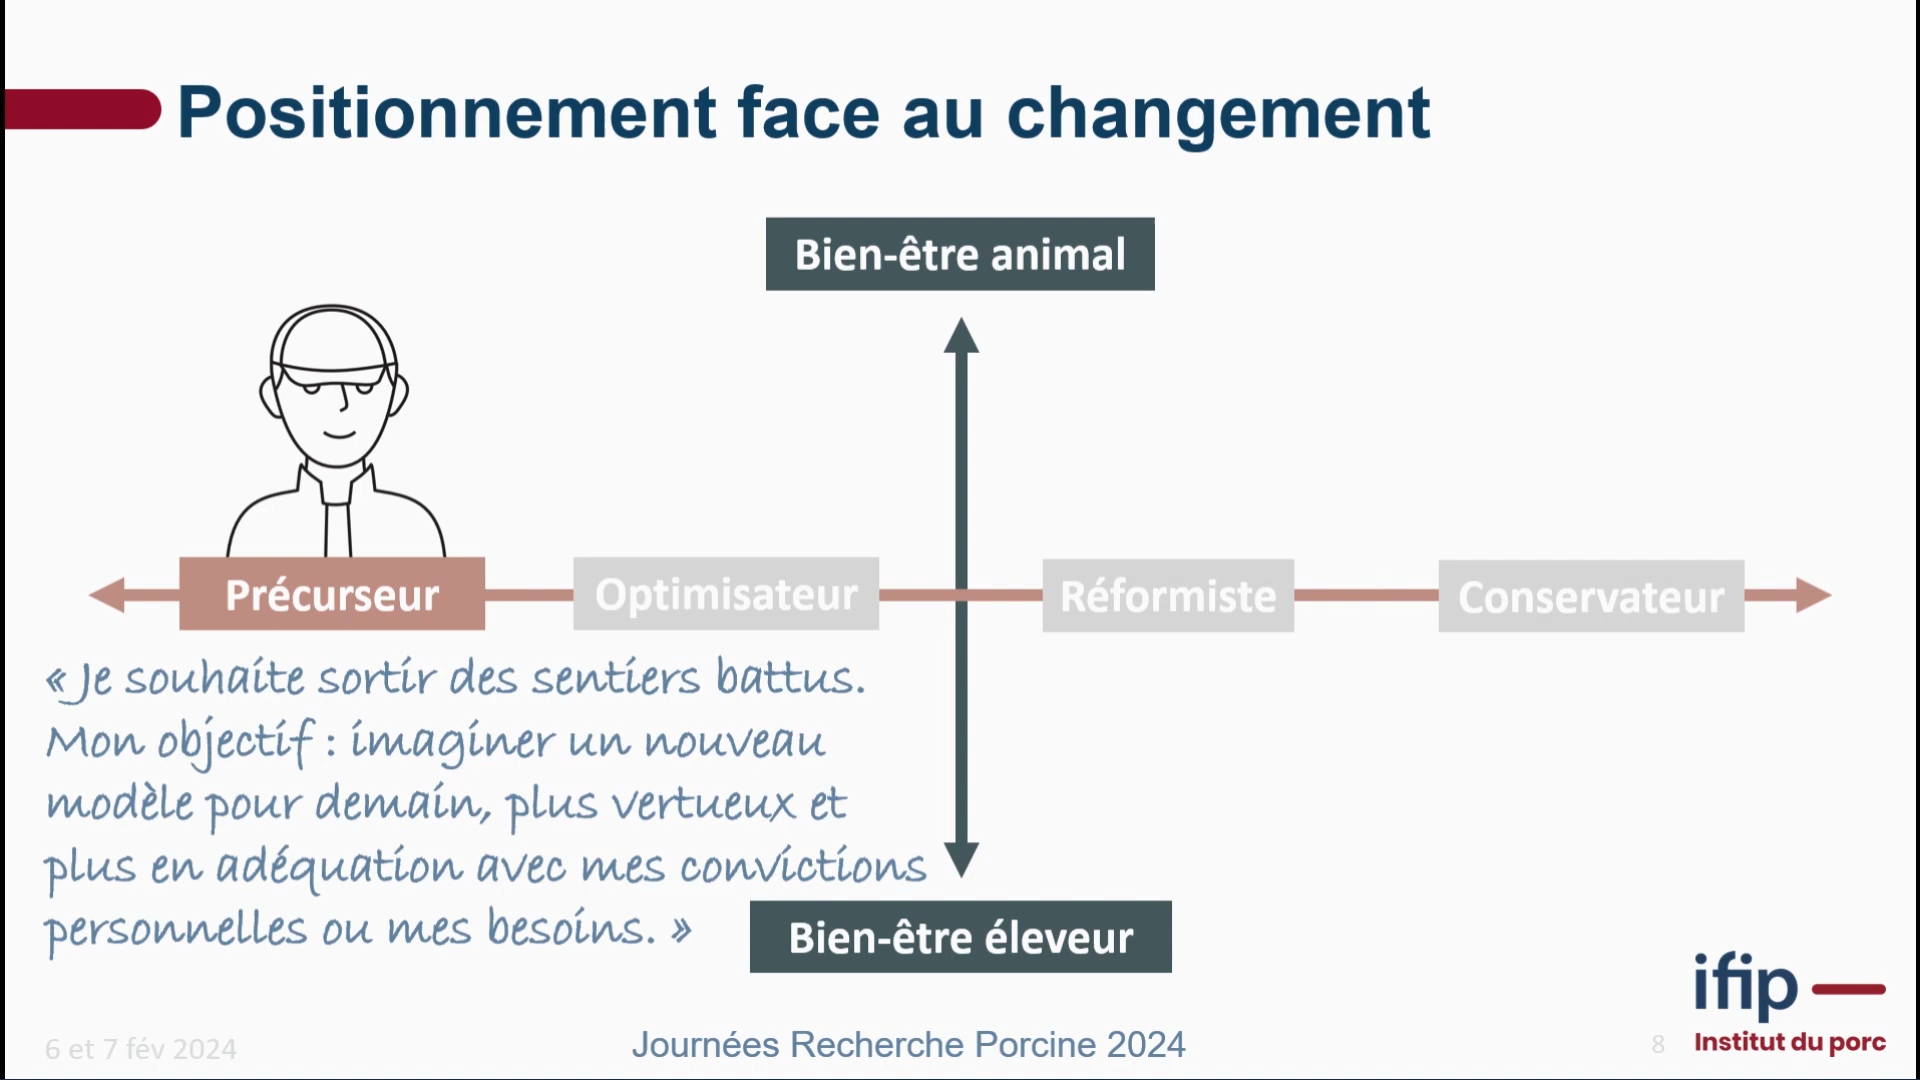 Positionnement face au changement
Bien-être animal
Précurseur
Optimisateur
Réformiste
Conservateur
« Je souhaite sortir des sentiers battus.
Mon objectif : imaginer un nouveau
modèle pour demain, plus vertueux et
plus en adéquation avec mes convictions
personnelles ou mes besoins. »
Bien-être éleveur
6 et 7 fév 2024
Journées Recherche Porcine 2024
8
ifip
Institut du porc